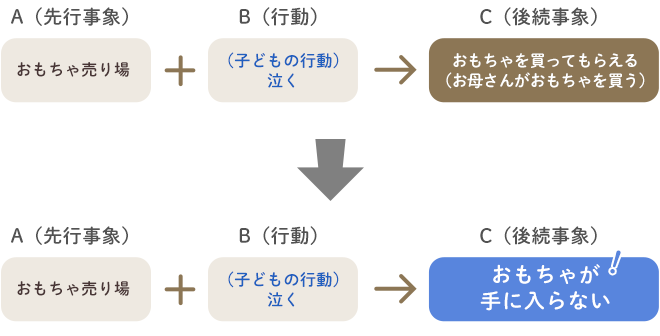 A（先行事象） B（行動） C（後続事象）
おもちゃ売り場 + （子どもの行動） → おもちゃを買ってもらえる
泣く （お母さんがおもちゃを買う）
A（先行事象） B（行動） C（後続事象）
おもちゃ売り場 + （子どもの行動） → おもちゃが
泣く 手に入らない